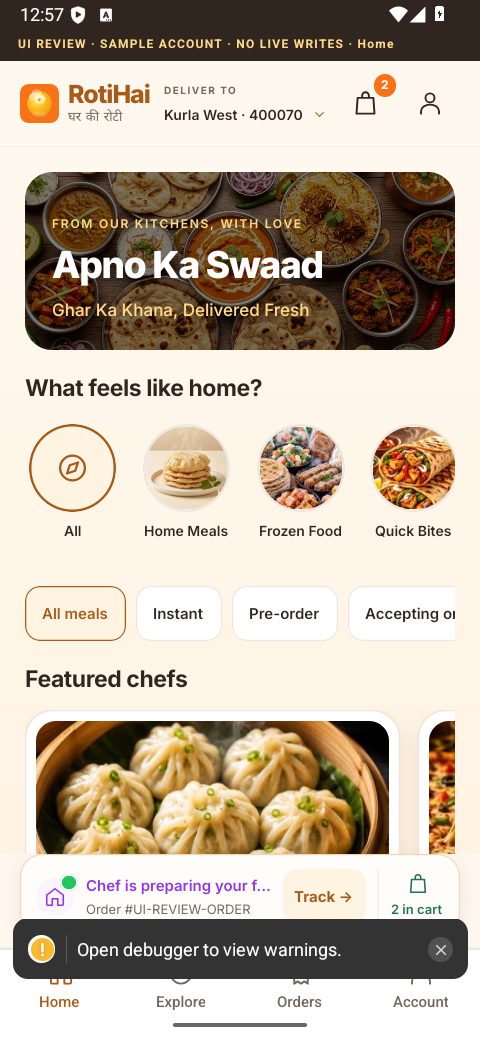 12:57
UI REVIEW · SAMPLE ACCOUNT · NO LIVE WRITES · Home
RotiHai
घर की रोटी
DELIVER TO
Kurla West · 400070
2
FROM OUR KITCHENS, WITH LOVE
Apno Ka Swaad
Ghar Ka Khana, Delivered Fresh
What feels like home?
All
Home Meals
Frozen Food
Quick Bites
All meals
Instant
Pre-order
Accepting or
Featured chefs
Chef is preparing your f...
Order #UI-REVIEW-ORDER
Track →
2 in cart
Open debugger to view warnings.
Home
Explore
Orders
Account